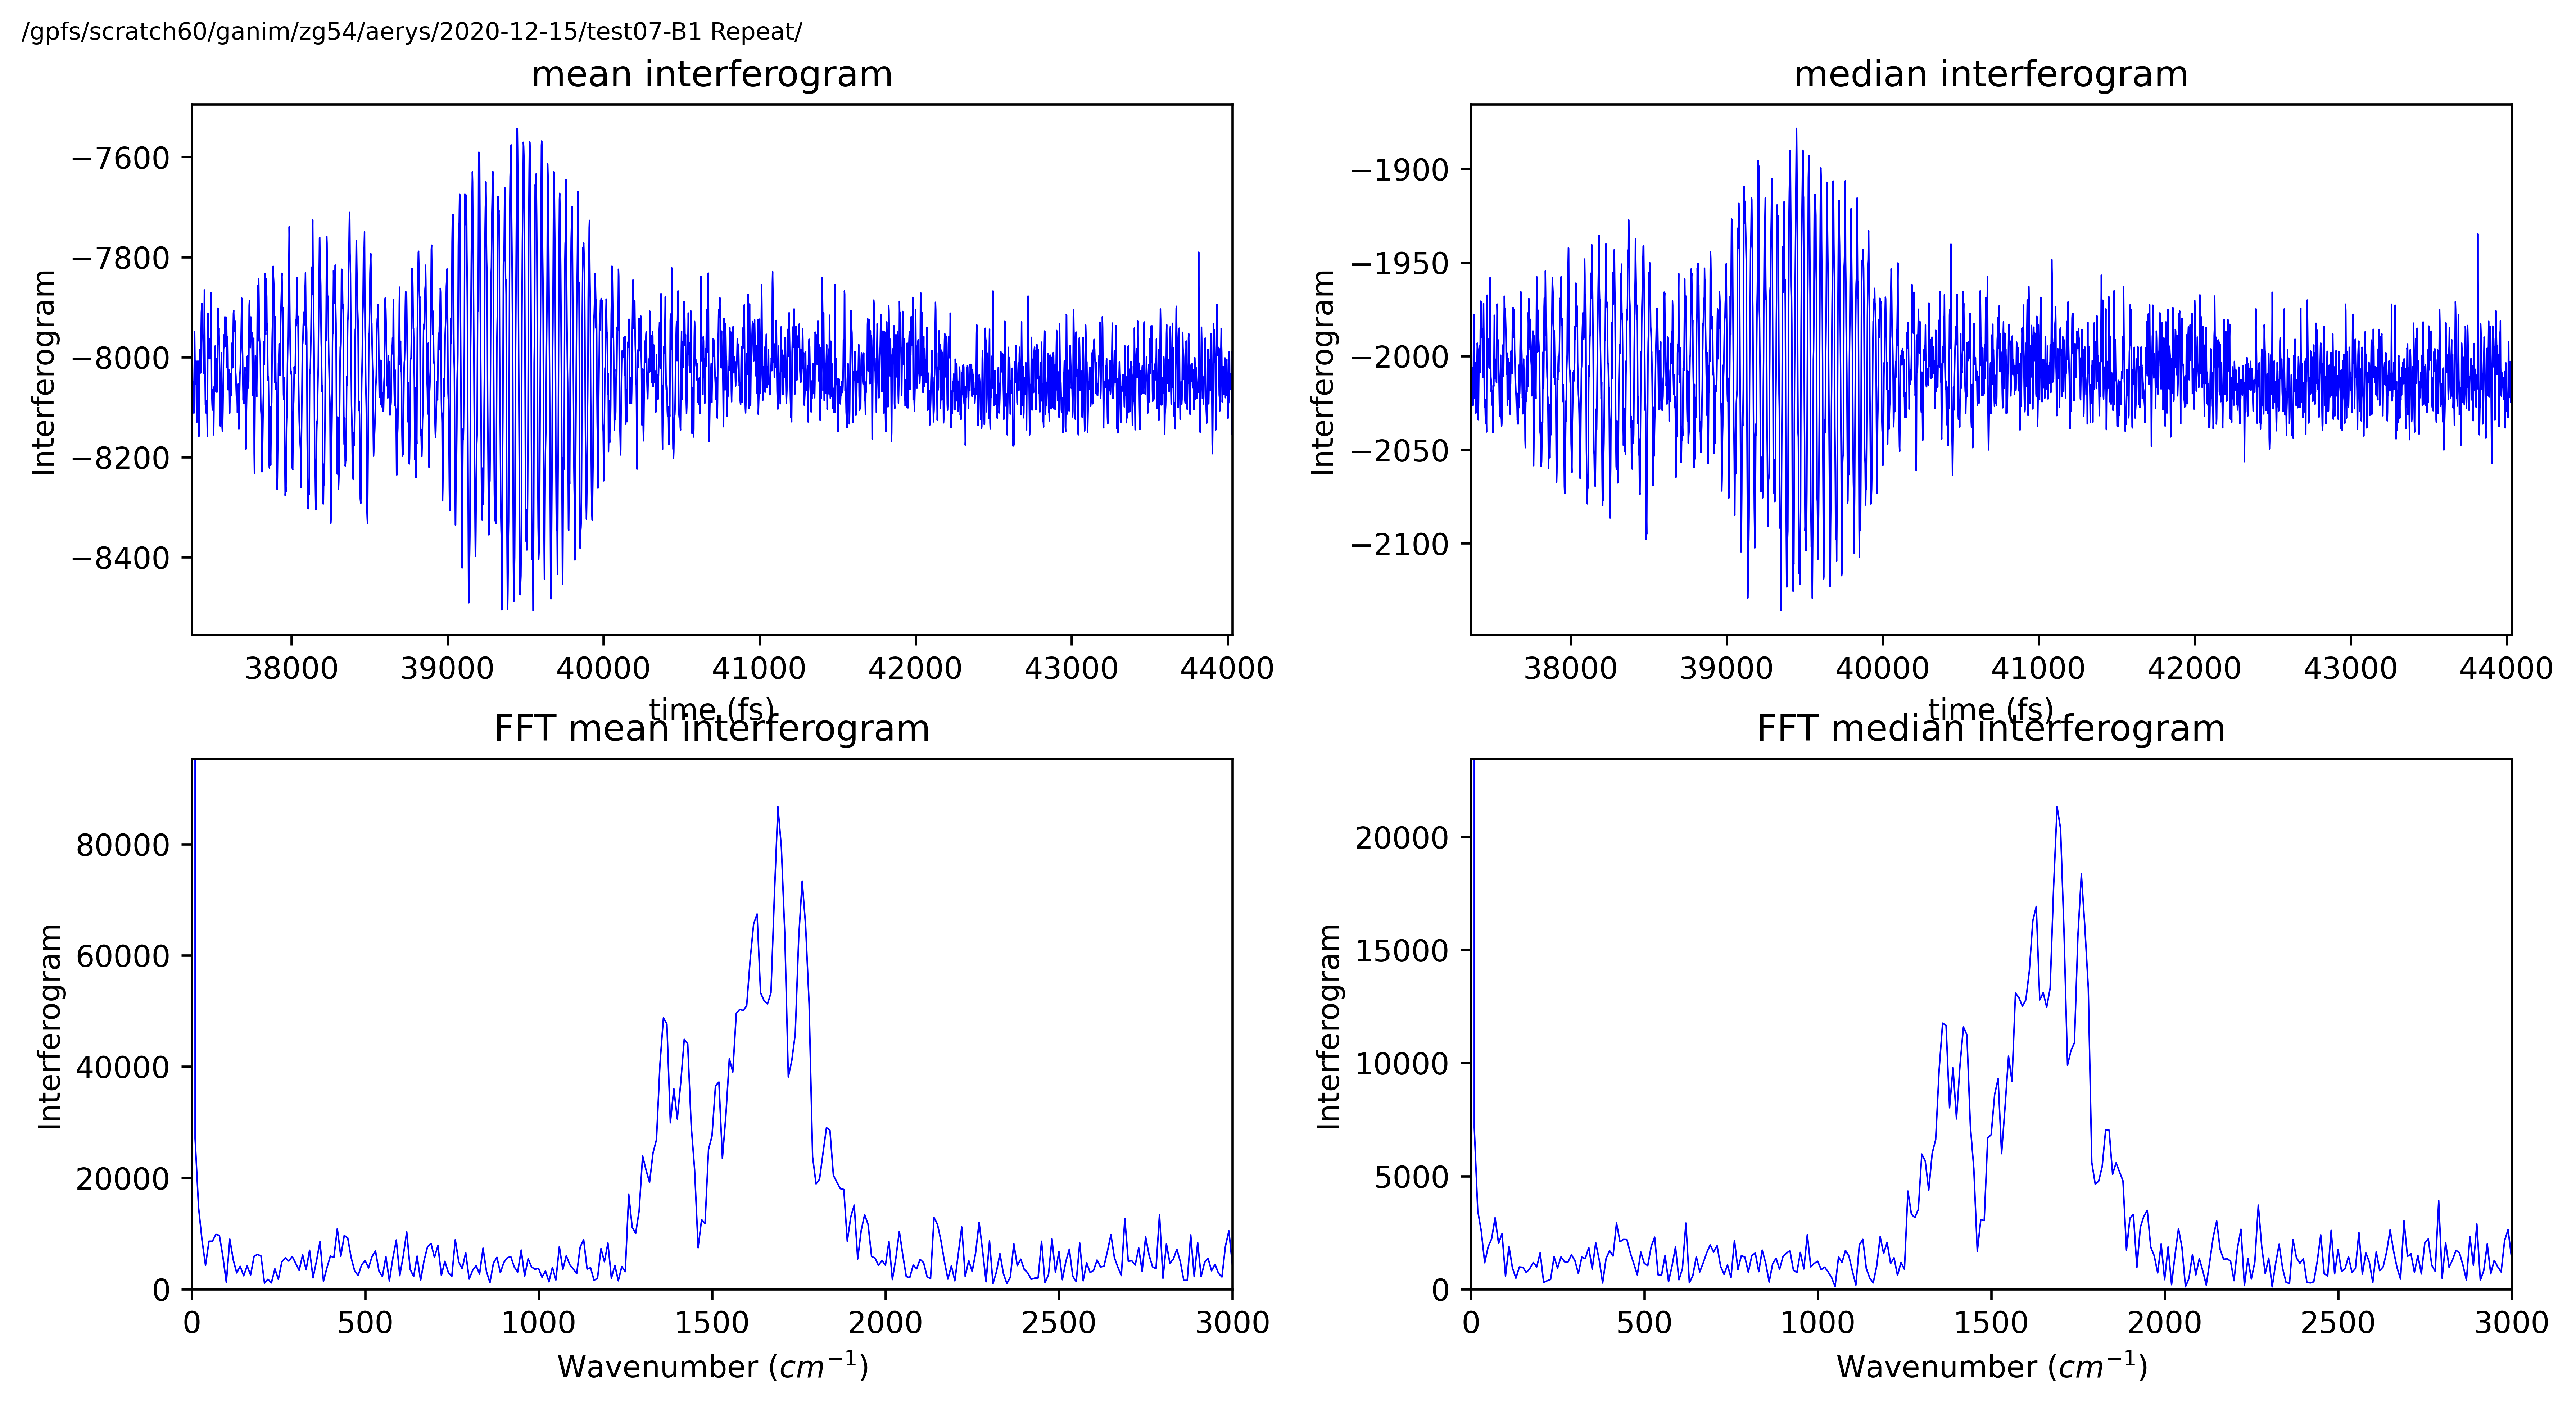 /gpfs/scratch60/ganim/zg54/aerys/2020-12-15/test07-B1 Repeat/
mean interferogram
Interferogram
−7600
−7800
−8000
−8200
−8400
38000 39000 40000 41000 42000 43000 44000
time (fs)
median interferogram
Interferogram
−1900
−1950
−2000
−2050
−2100
38000 39000 40000 41000 42000 43000 44000
time (fs)
FFT mean interferogram
Interferogram
80000
60000
40000
20000
0
0 500 1000 1500 2000 2500 3000
Wavenumber (cm⁻¹)
FFT median interferogram
Interferogram
20000
15000
10000
5000
0
0 500 1000 1500 2000 2500 3000
Wavenumber (cm⁻¹)